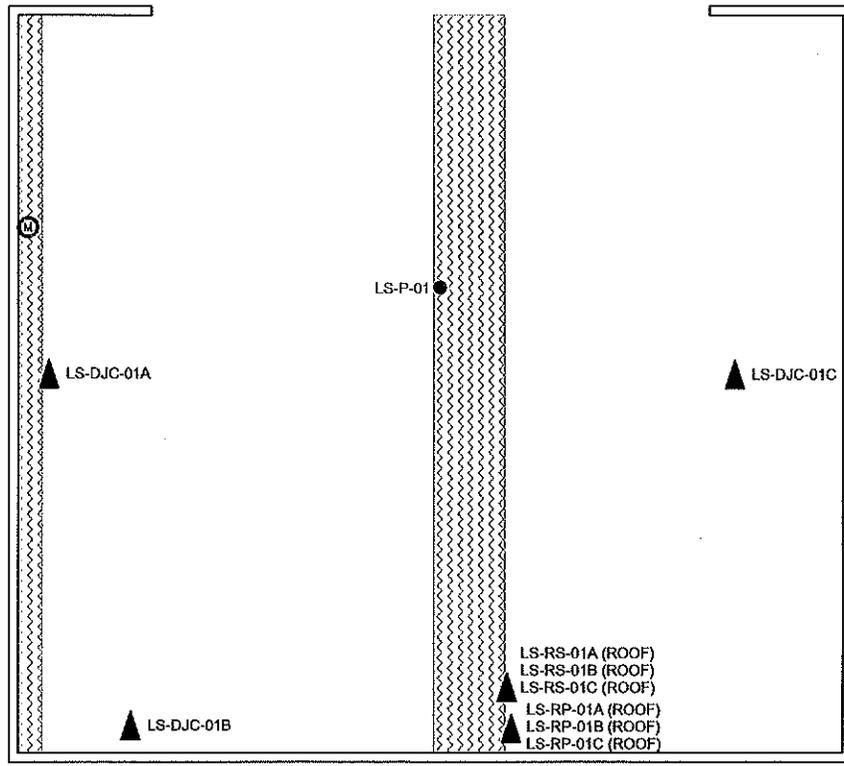 M
LS-P-01
LS-DJC-01A
LS-DJC-01C
LS-RS-01A (ROOF)
LS-RS-01B (ROOF)
LS-RS-01C (ROOF)
LS-RP-01A (ROOF)
LS-RP-01B (ROOF)
LS-RP-01C (ROOF)
LS-DJC-01B